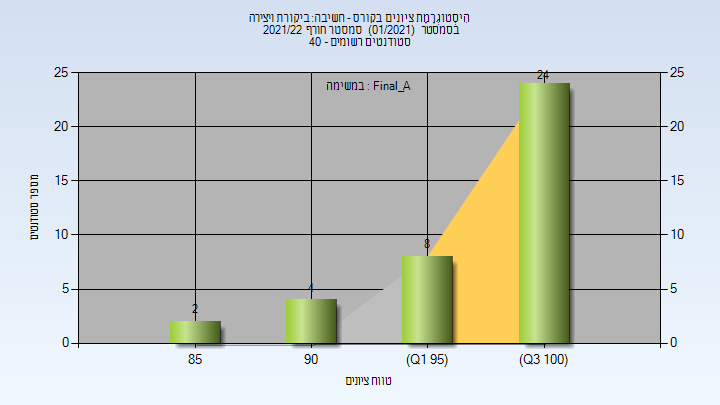 היסטוגרמת ציונים בקורס - חשיבה: ביקורת ויצירה
בסמסטר (01/2021) סמסטר חורף 2021/22
סטודנטים רשומים - 40
במשימה : Final_A
25
20
15
10
5
0
25
20
15
10
5
0
2
4
8
24
85
90
(Q1 95)
(Q3 100)
מספר סטודנטים
טווח ציונים